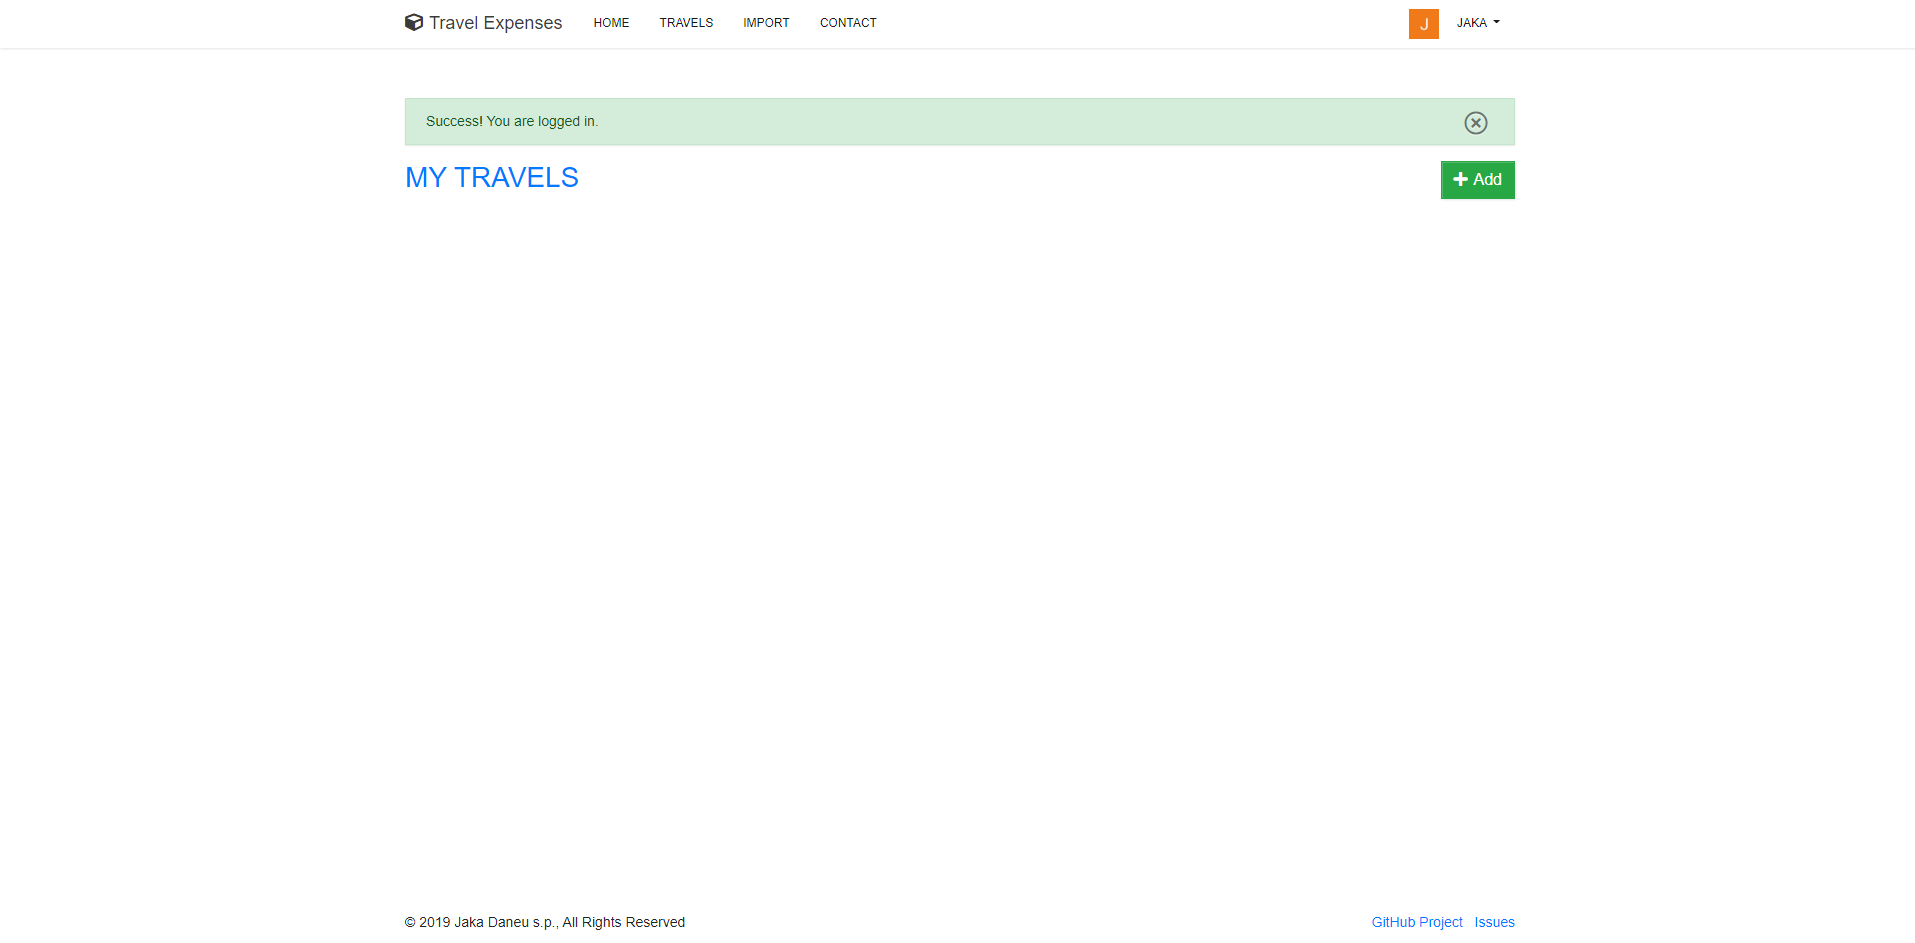 Travel Expenses HOME TRAVELS IMPORT CONTACT J JAKA
Success! You are logged in.
MY TRAVELS Add
© 2019 Jaka Daneu s.p., All Rights Reserved GitHub Project Issues